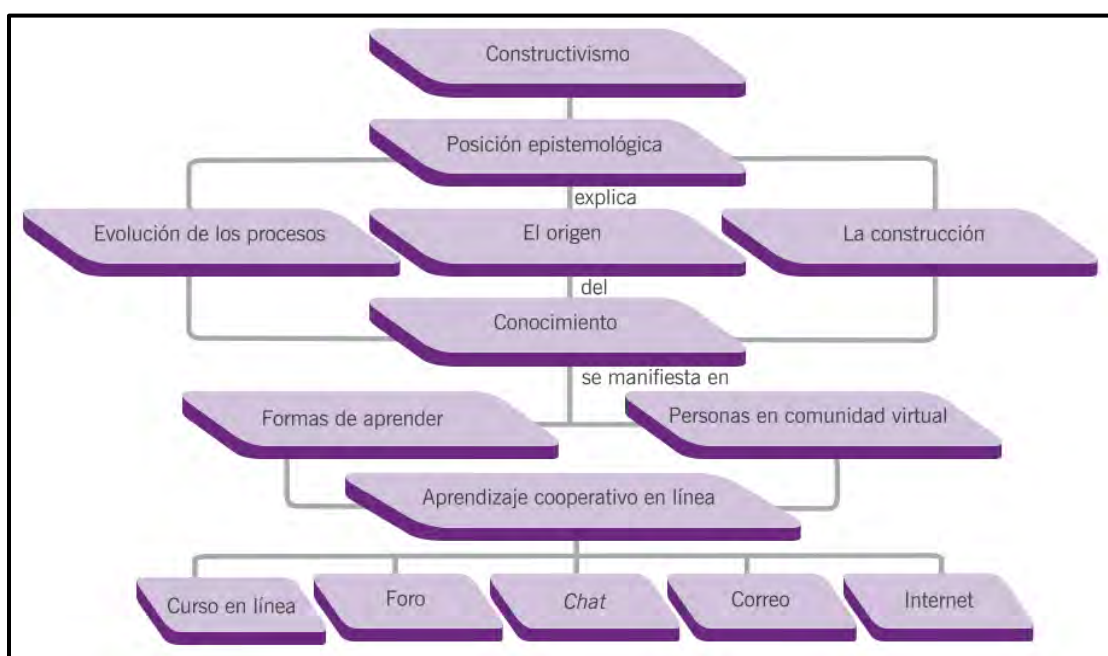 Constructivismo
Posición epistemológica
explica
Evolución de los procesos
El origen
La construcción
del
Conocimiento
se manifiesta en
Formas de aprender
Personas en comunidad virtual
Aprendizaje cooperativo en línea
Curso en línea
Foro
Chat
Correo
Internet